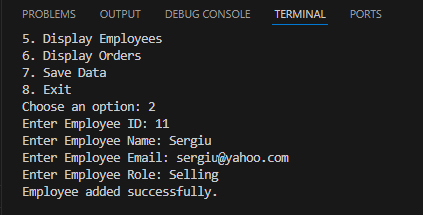 PROBLEMS OUTPUT DEBUG CONSOLE TERMINAL PORTS
5. Display Employees
6. Display Orders
7. Save Data
8. Exit
Choose an option: 2
Enter Employee ID: 11
Enter Employee Name: Sergiu
Enter Employee Email: sergiu@yahoo.com
Enter Employee Role: Selling
Employee added successfully.